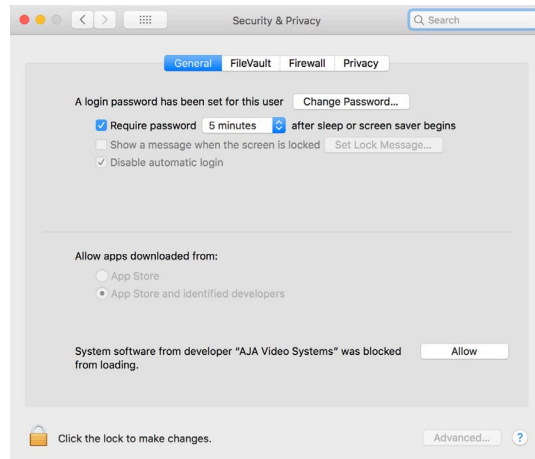 Security & Privacy
Search
General FileVault Firewall Privacy
A login password has been set for this user Change Password...
Require password 5 minutes after sleep or screen saver begins
Show a message when the screen is locked Set Lock Message...
Disable automatic login
Allow apps downloaded from:
App Store
App Store and identified developers
System software from developer “AJA Video Systems” was blocked Allow
from loading.
Click the lock to make changes. Advanced... ?